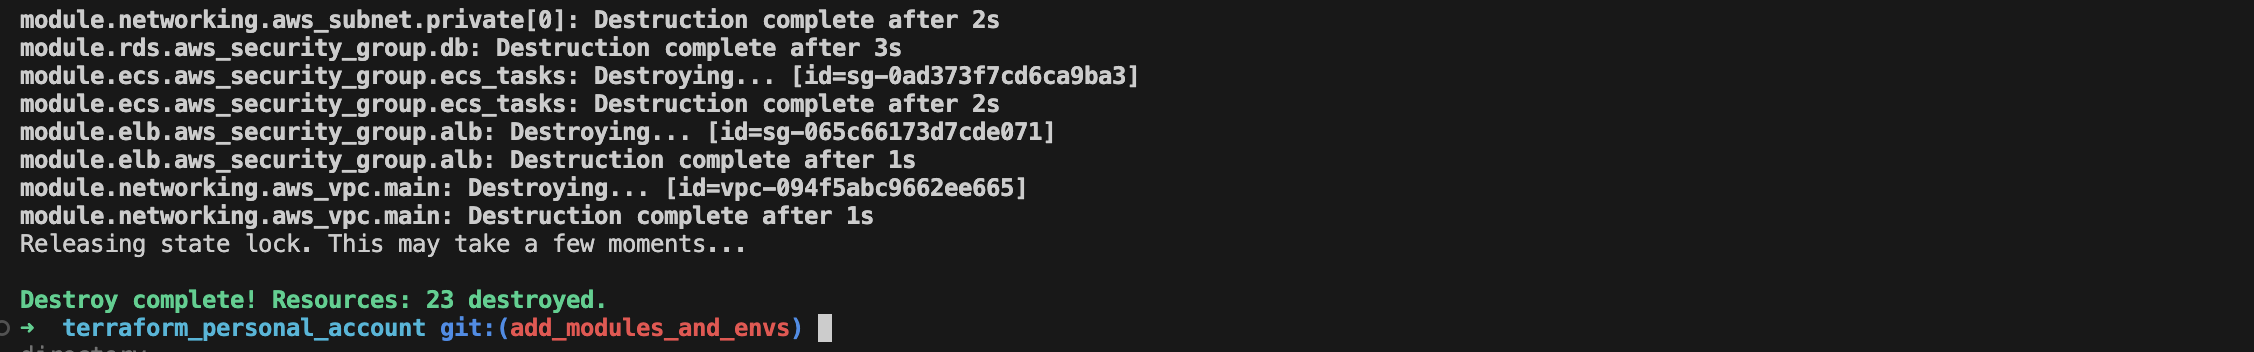 module.networking.aws_subnet.private[0]: Destruction complete after 2s
module.rds.aws_security_group.db: Destruction complete after 3s
module.ecs.aws_security_group.ecs_tasks: Destroying... [id=sg-0ad373f7cd6ca9ba3]
module.ecs.aws_security_group.ecs_tasks: Destruction complete after 2s
module.elb.aws_security_group.alb: Destroying... [id=sg-065c66173d7cde071]
module.elb.aws_security_group.alb: Destruction complete after 1s
module.networking.aws_vpc.main: Destroying... [id=vpc-094f5abc9662ee665]
module.networking.aws_vpc.main: Destruction complete after 1s
Releasing state lock. This may take a few moments...
Destroy complete! Resources: 23 destroyed.
➜ terraform_personal_account git:(add_modules_and_envs)